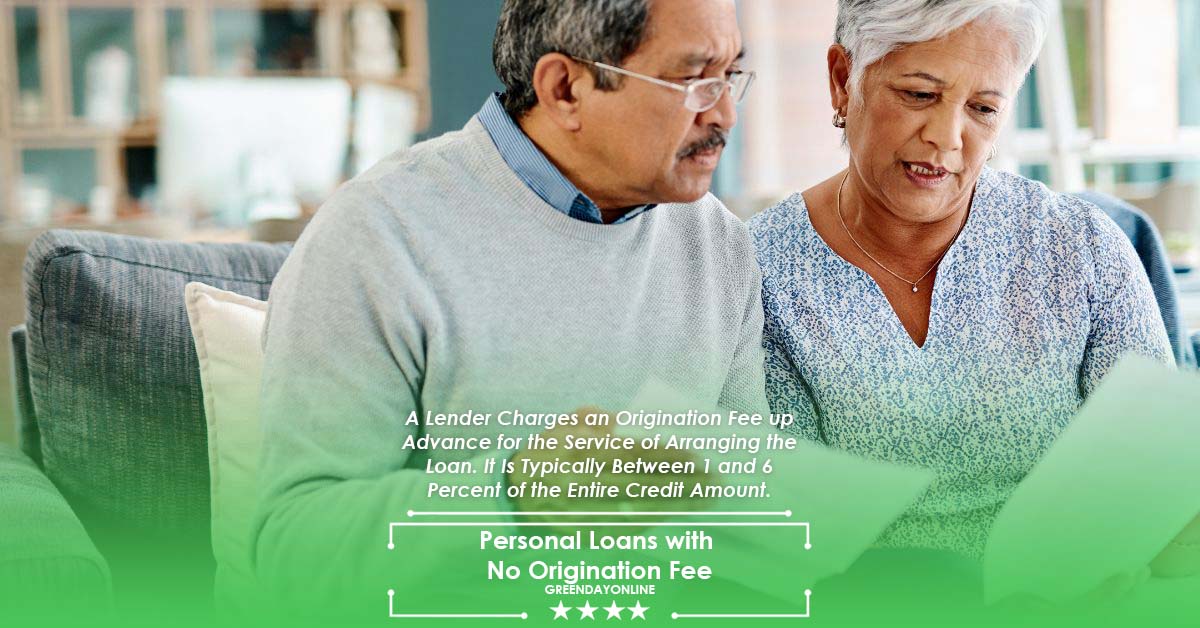 A Lender Charges an Origination Fee up
Advance for the Service of Arranging the
Loan. It Is Typically Between 1 and 6
Percent of the Entire Credit Amount.
Personal Loans with
No Origination Fee
GREENDAYONLINE